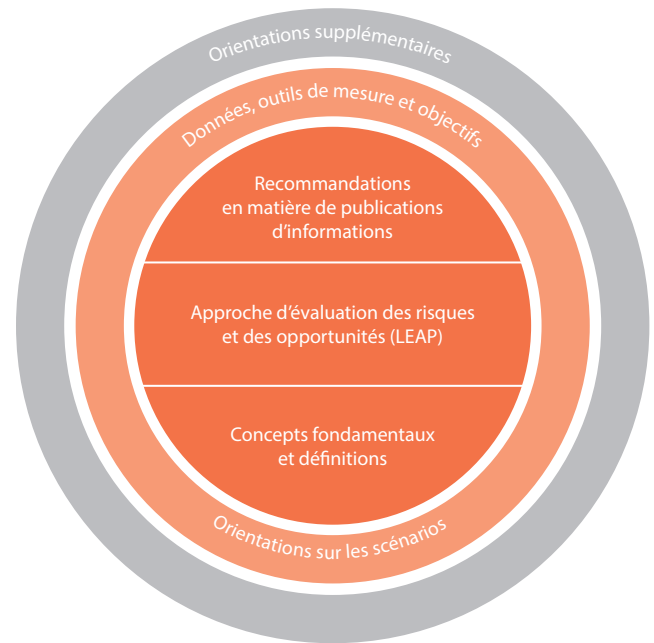 Orientations supplémentaires
Données, outils de mesure et objectifs
Recommandations
en matière de publications
d'informations
Approche d'évaluation des risques
et des opportunités (LEAP)
Concepts fondamentaux
et définitions
Orientations sur les scénarios